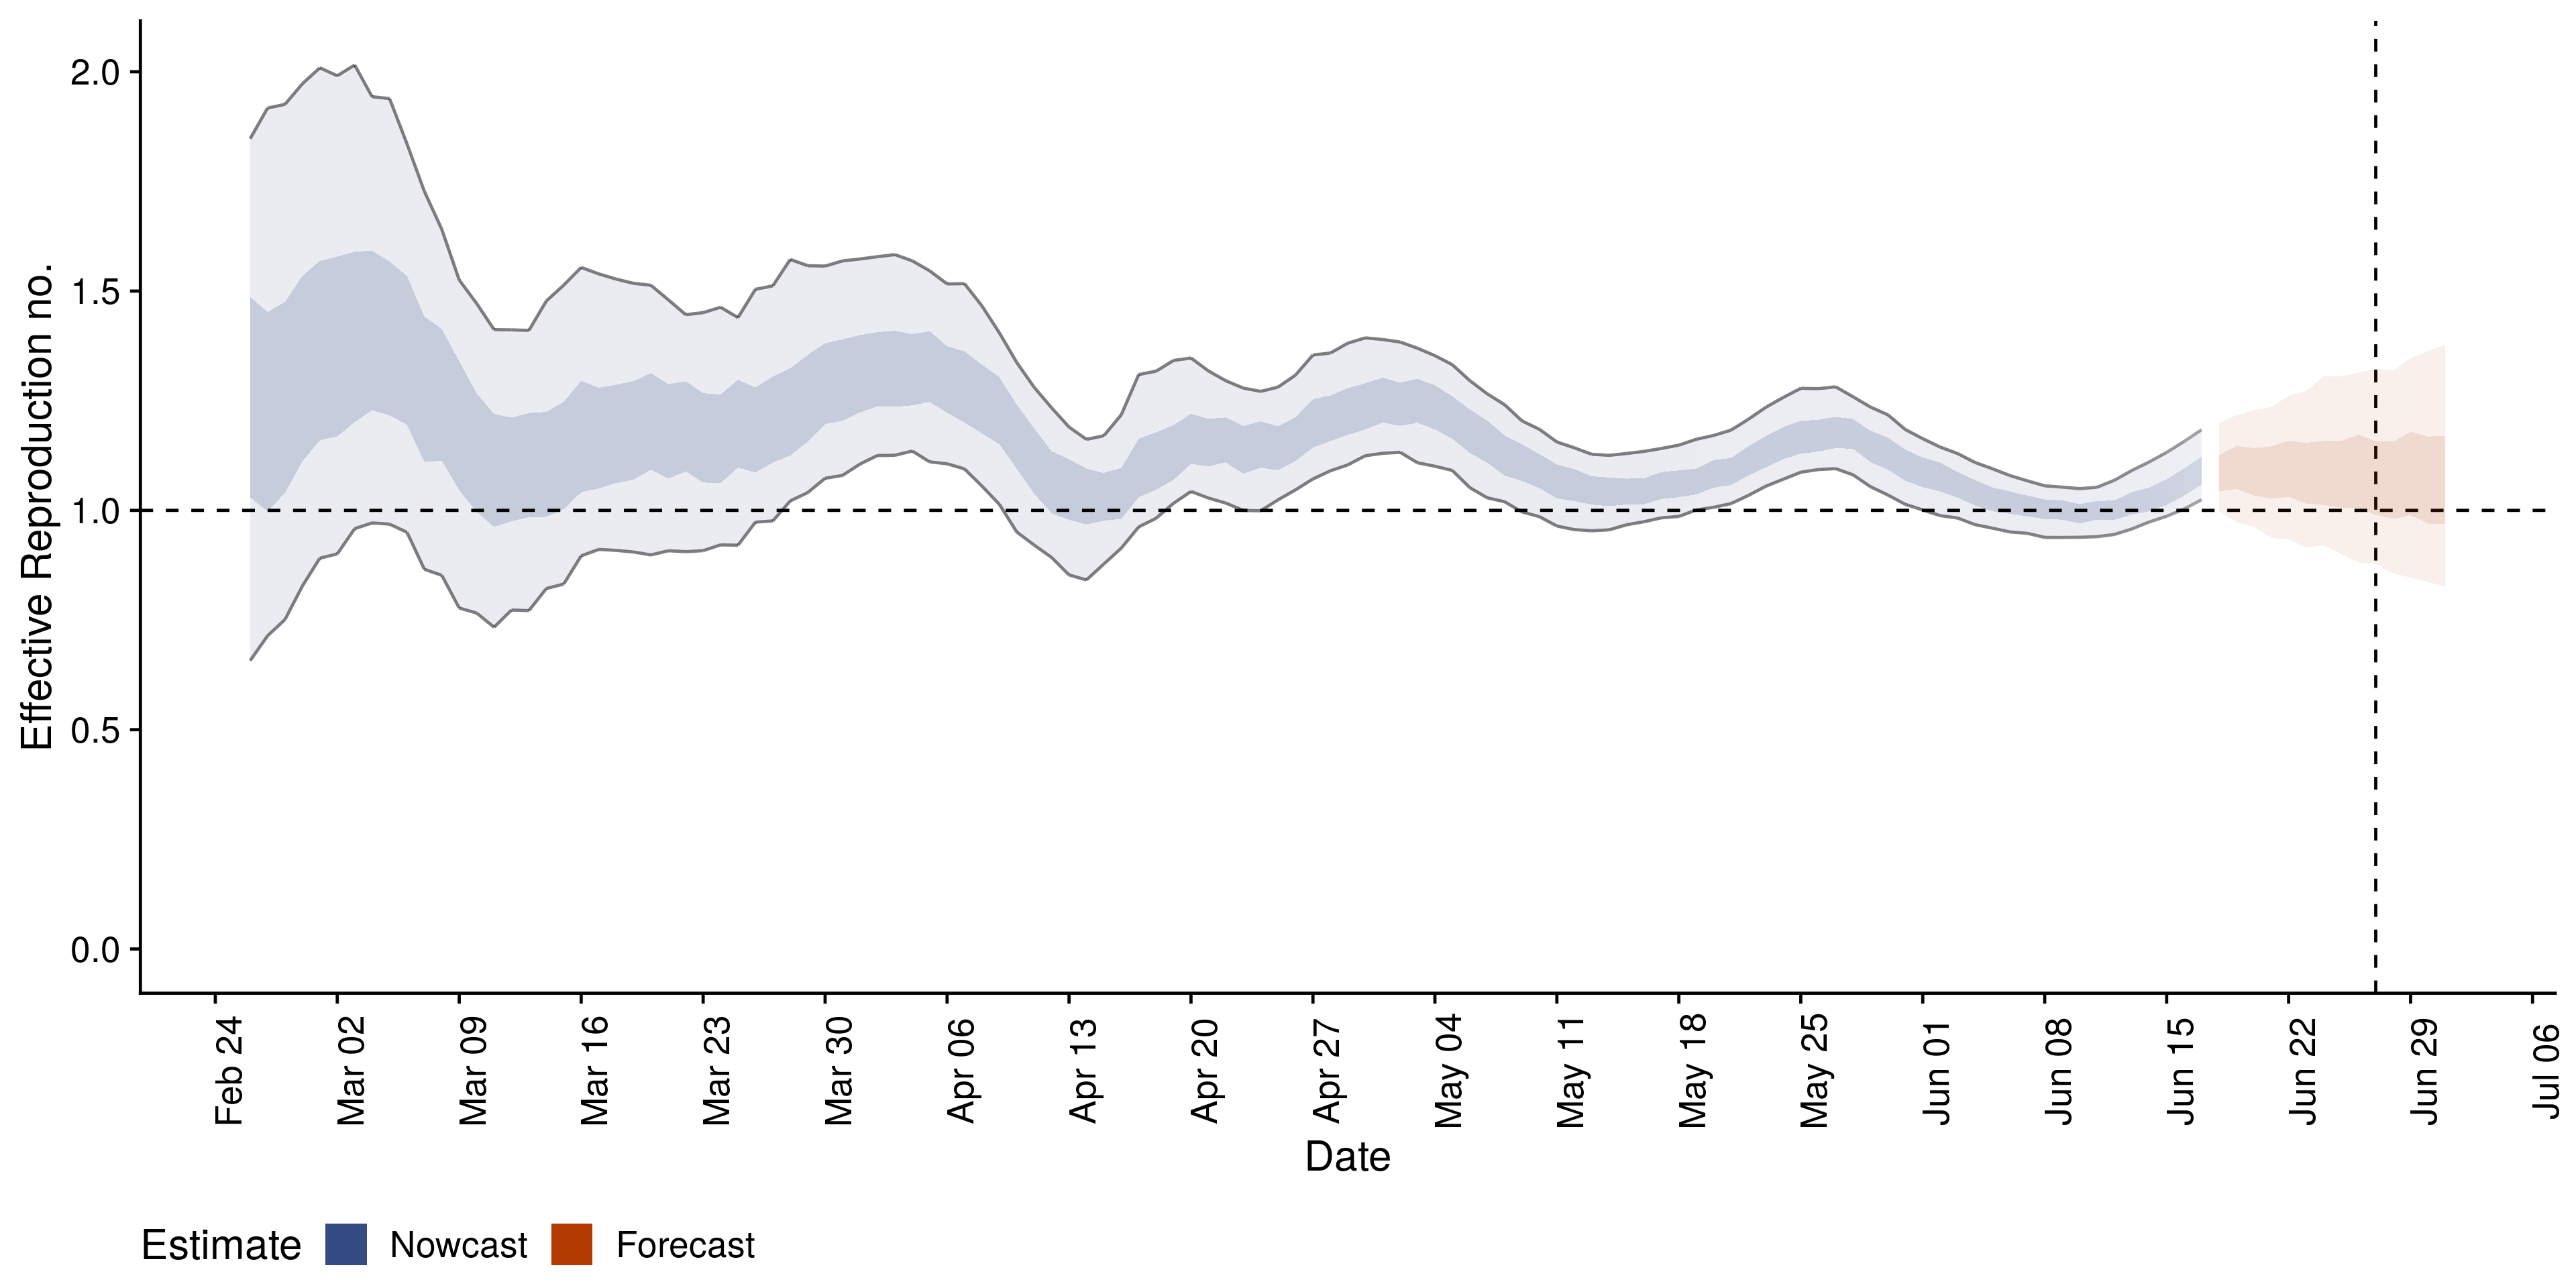 Effective Reproduction no.
2.0
1.5
1.0
0.5
0.0
Feb 24
Mar 02
Mar 09
Mar 16
Mar 23
Mar 30
Apr 06
Apr 13
Apr 20
Apr 27
May 04
May 11
May 18
May 25
Jun 01
Jun 08
Jun 15
Jun 22
Jun 29
Jul 06
Date
Estimate Nowcast Forecast